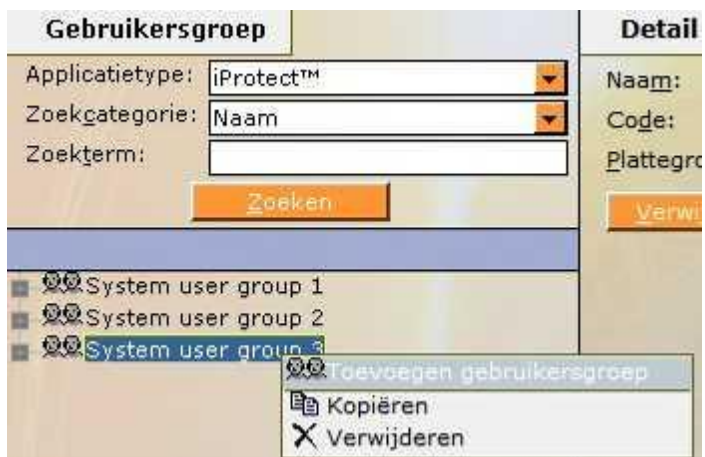 Gebruikersgroep
Detail
Applicatietype: iProtect™
Naam:
Zoekcategorie: Naam
Code:
Zoekterm:
Zoeken
System user group 1
System user group 2
System user group 3
Toevoegen gebruikersgroep
Kopiëren
Verwijderen